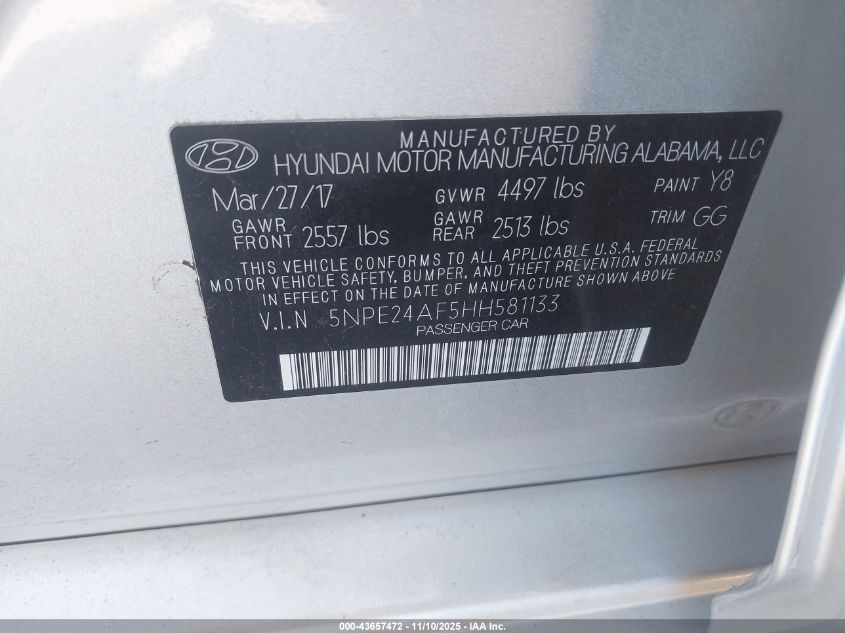 MANUFACTURED BY
HYUNDAI MOTOR MANUFACTURING ALABAMA, LLC
Mar/27/17 GVWR 4497 lbs PAINT Y8
GAWR FRONT 2557 lbs GAWR REAR 2513 lbs TRIM GG
THIS VEHICLE CONFORMS TO ALL APPLICABLE U.S.A. FEDERAL
MOTOR VEHICLE SAFETY, BUMPER, AND THEFT PREVENTION STANDARDS
IN EFFECT ON THE DATE OF MANUFACTURE SHOWN ABOVE
V.I.N 5NPE24AF5HH581133
PASSENGER CAR
000-43657472 - 11/10/2025 - IAA Inc.